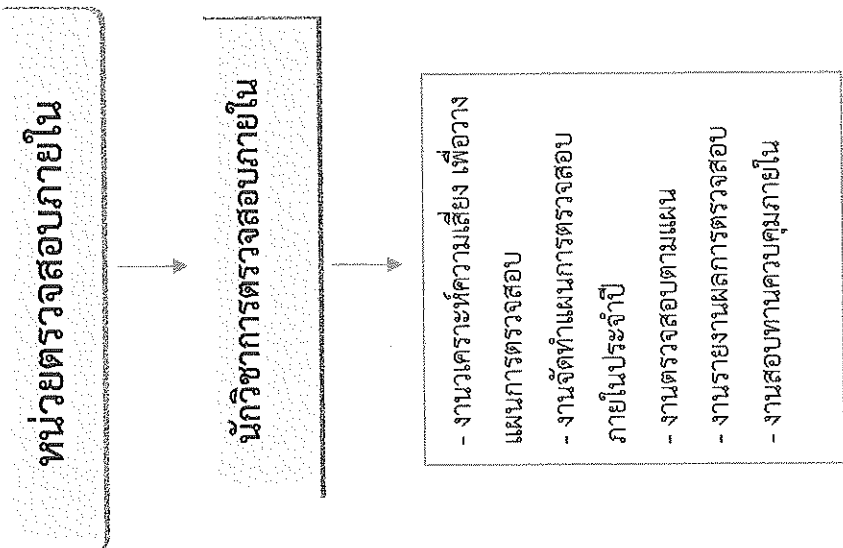 หน่วยตรวจสอบภายใน
นักวิชาการตรวจสอบภายใน
- งานวเคราะห์ความเสี่ยง เพื่อวาง
แผนการตรวจสอบ
- งานจัดทำแผนการตรวจสอบ
ภายในประจำปี
- งานตรวจสอบตามแผน
- งานรายงานผลการตรวจสอบ
- งานสอบทานควบคุมภายใน